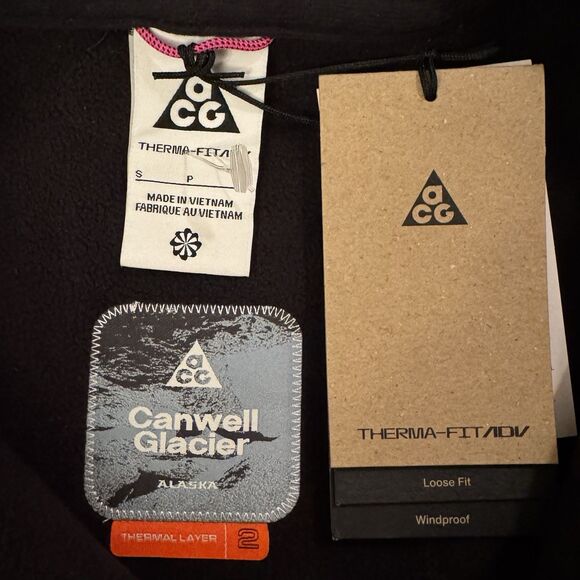 aCG
THERMA-FIT ADV
S P
MADE IN VIETNAM
FABRIQUE AU VIETNAM
aCG
Canwell
Glacier
ALASKA
THERMAL LAYER 2
aCG
THERMA-FIT ADV
Loose Fit
Windproof